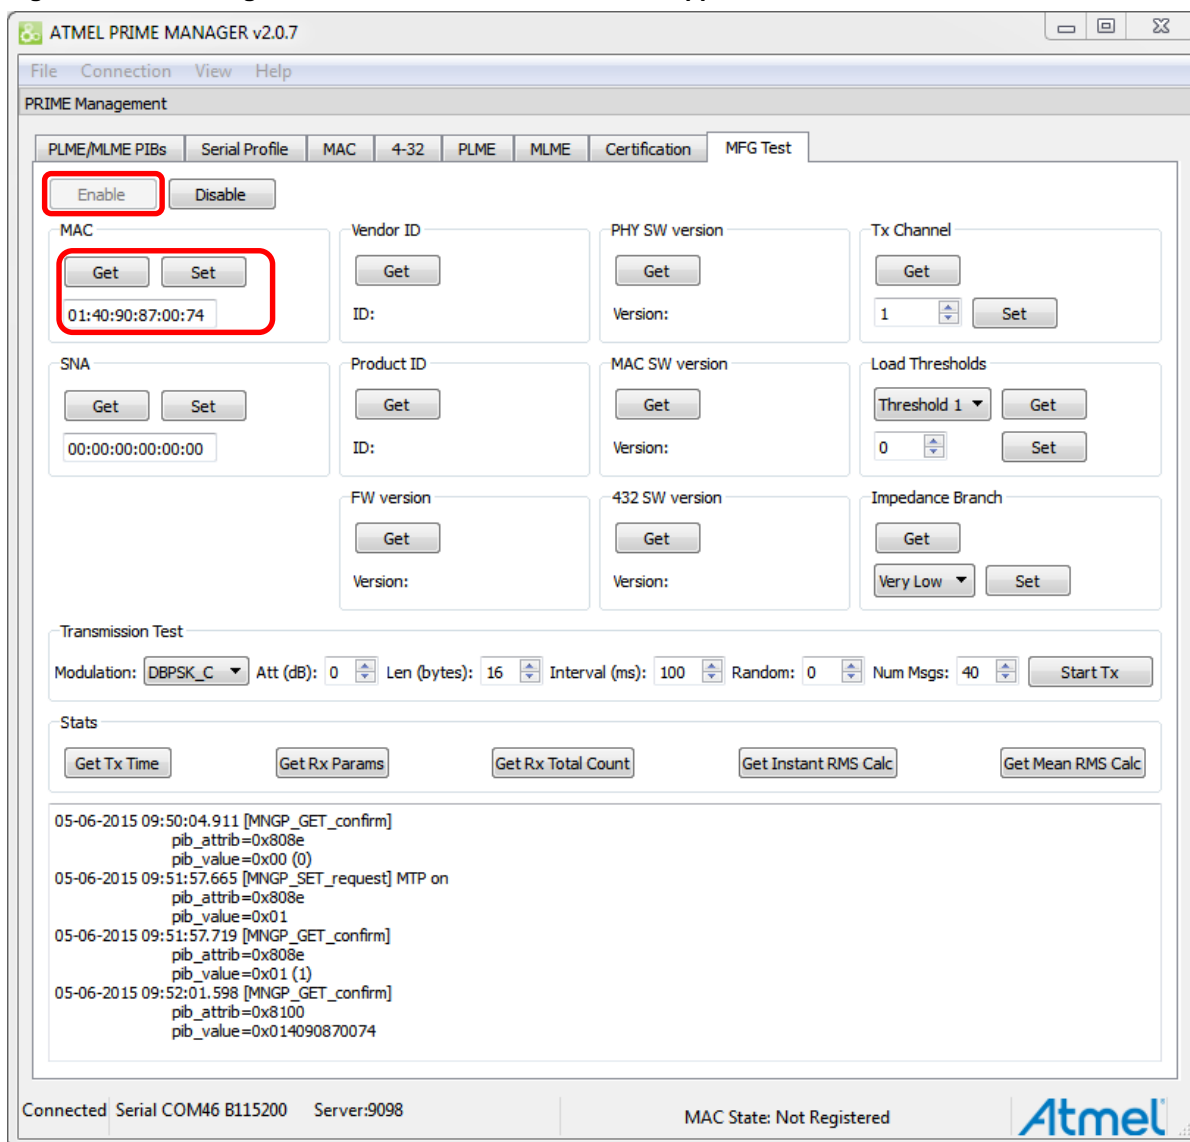 ATMEL PRIME MANAGER v2.0.7
File Connection View Help
PRIME Management
PLME/MLME PIBs Serial Profile MAC 4-32 PLME MLME Certification MFG Test
Enable Disable
MAC Vendor ID PHY SW version Tx Channel
Get Set Get Get Get
01:40:90:87:00:74 ID: Version: 1 Set
SNA Product ID MAC SW version Load Thresholds
Get Set Get Get Threshold 1 Get
00:00:00:00:00:00 ID: Version: 0 Set
FW version 432 SW version Impedance Branch
Get Get Get
Version: Version: Very Low Set
Transmission Test
Modulation: DBPSK_C Att (dB): 0 Len (bytes): 16 Interval (ms): 100 Random: 0 Num Msgs: 40 Start Tx
Stats
Get Tx Time Get Rx Params Get Rx Total Count Get Instant RMS Calc Get Mean RMS Calc
05-06-2015 09:50:04.911 [MNGP_GET_confirm]
pib_attrib=0x808e
pib_value=0x00 (0)
05-06-2015 09:51:57.665 [MNGP_SET_request] MTP on
pib_attrib=0x808e
pib_value=0x01
05-06-2015 09:51:57.719 [MNGP_GET_confirm]
pib_attrib=0x808e
pib_value=0x01 (1)
05-06-2015 09:52:01.598 [MNGP_GET_confirm]
pib_attrib=0x8100
pib_value=0x014090870074
Connected Serial COM46 B115200 Server:9098 MAC State: Not Registered Atmel